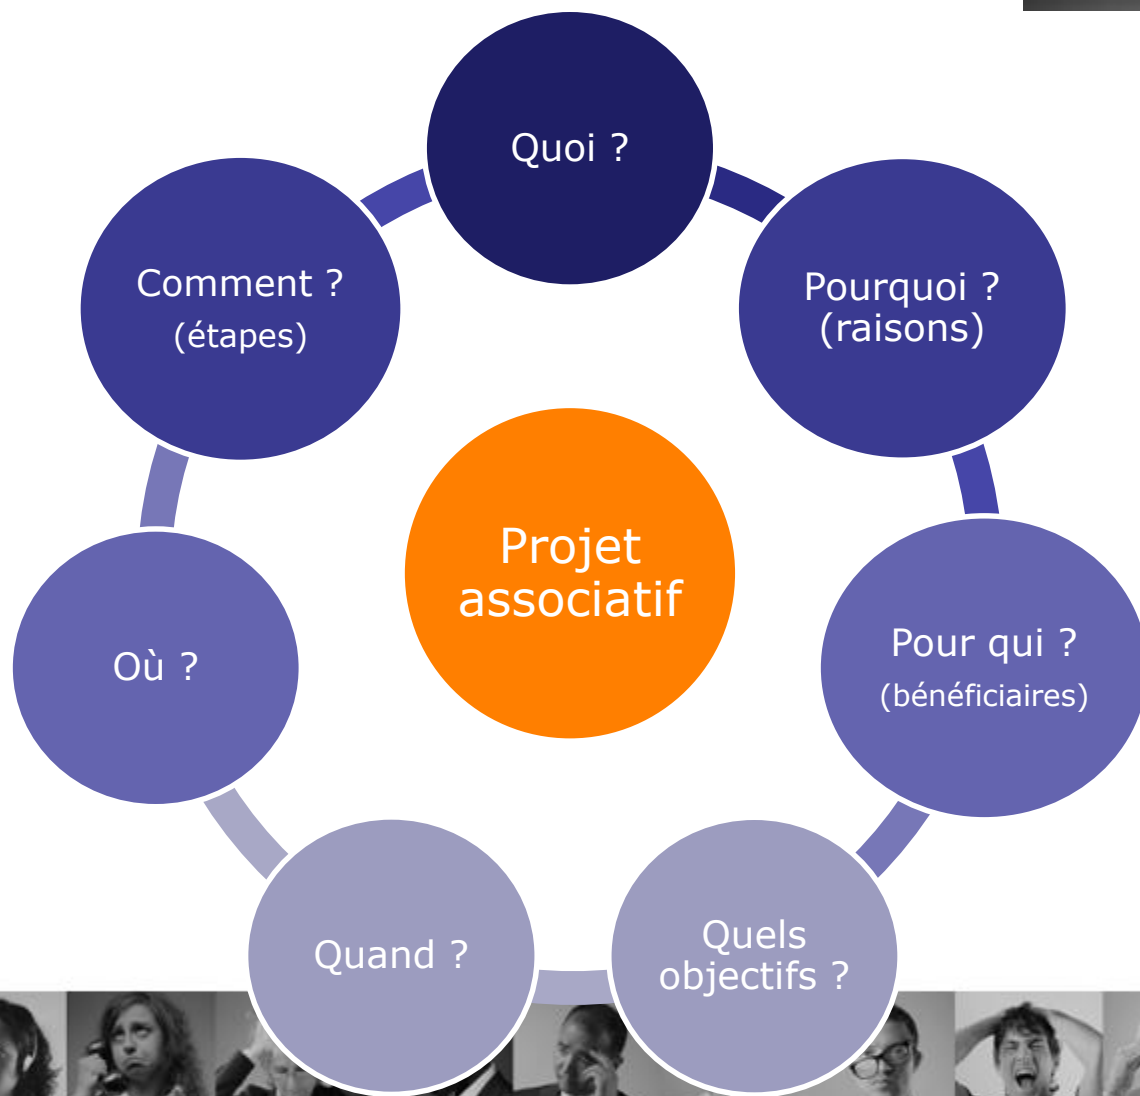 Quoi ?
Pourquoi ?
(raisons)
Pour qui ?
(bénéficiaires)
Quels
objectifs ?
Quand ?
Où ?
Comment ?
(étapes)
Projet
associatif